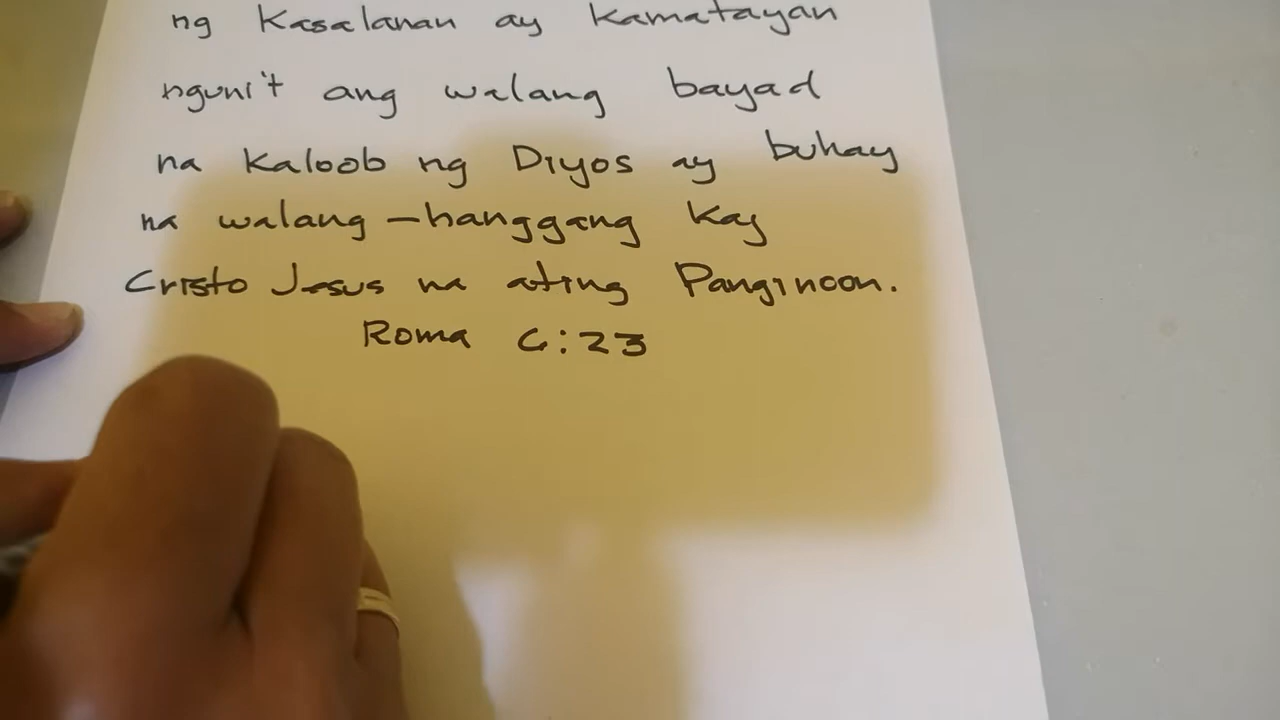 ng Kasalanan ay kamatayan
nguni't ang walang bayad
na kaloob ng Diyos ay buhay
na walang-hanggang kay
Cristo Jesus na ating Panginoon.
Roma 6:23